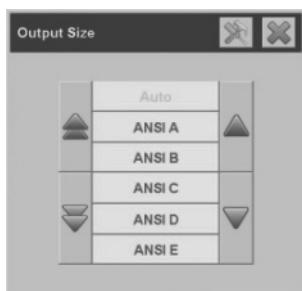 Output Size
Auto
ANSI A
ANSI B
ANSI C
ANSI D
ANSI E